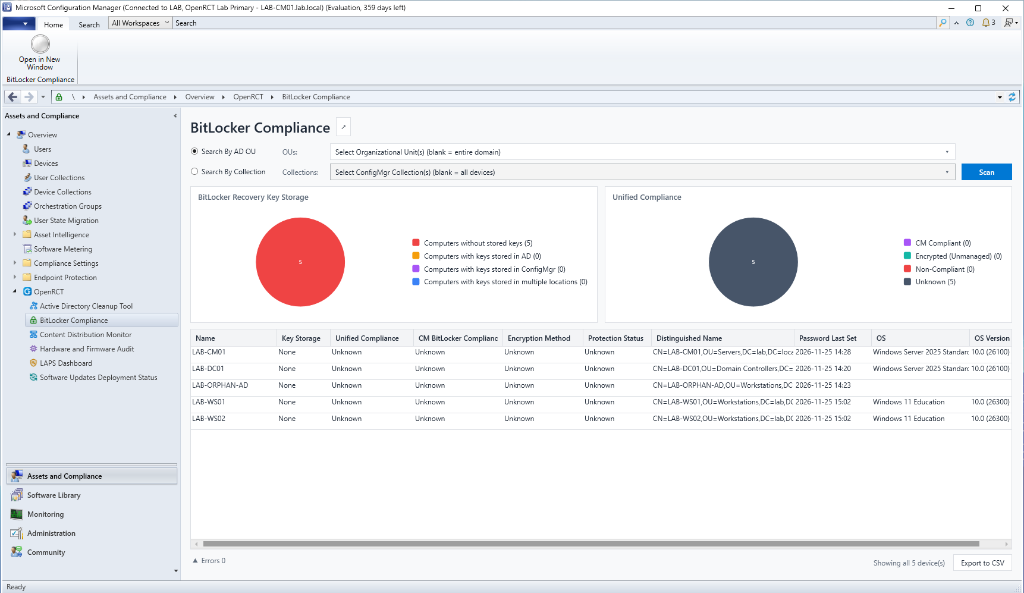 Microsoft Configuration Manager (Connected to LAB, OpenRCT Lab Primary - LAB-CM01.lab.local) (Evaluation, 359 days left)
Home Search All Workspaces Search 3
Open in New
Window
BitLocker Compliance
\ Assets and Compliance Overview OpenRCT BitLocker Compliance
Assets and Compliance
Overview
Users
Devices
User Collections
Device Collections
Orchestration Groups
User State Migration
Asset Intelligence
Software Metering
Compliance Settings
Endpoint Protection
OpenRCT
Active Directory Cleanup Tool
BitLocker Compliance
Content Distribution Monitor
Hardware and Firmware Audit
LAPS Dashboard
Software Updates Deployment Status
Assets and Compliance
Software Library
Monitoring
Administration
Community
BitLocker Compliance
Search By AD OU OUs: Select Organizational Unit(s) (blank = entire domain)
Search By Collection Collections: Select ConfigMgr Collection(s) (blank = all devices) Scan
BitLocker Recovery Key Storage
5
Computers without stored keys (5)
Computers with keys stored in AD (0)
Computers with keys stored in ConfigMgr (0)
Computers with keys stored in multiple locations (0)
Unified Compliance
5
CM Compliant (0)
Encrypted (Unmanaged) (0)
Non-Compliant (0)
Unknown (5)
Name Key Storage Unified Compliance CM BitLocker Compliance Encryption Method Protection Status Distinguished Name Password Last Set OS OS Version
LAB-CM01 None Unknown Unknown Unknown Unknown CN=LAB-CM01,OU=Servers,DC=lab,DC=loca 2026-11-25 14:28 Windows Server 2025 Standar 10.0 (26100)
LAB-DC01 None Unknown Unknown Unknown Unknown CN=LAB-DC01,OU=Domain Controllers,DC= 2026-11-25 14:20 Windows Server 2025 Standar 10.0 (26100)
LAB-ORPHAN-AD None Unknown Unknown Unknown Unknown CN=LAB-ORPHAN-AD,OU=Workstations,DC 2026-11-25 14:23
LAB-WS01 None Unknown Unknown Unknown Unknown CN=LAB-WS01,OU=Workstations,DC=lab,DC 2026-11-25 15:02 Windows 11 Education 10.0 (26300)
LAB-WS02 None Unknown Unknown Unknown Unknown CN=LAB-WS02,OU=Workstations,DC=lab,DC 2026-11-25 15:02 Windows 11 Education 10.0 (26300)
Errors 0
Showing all 5 device(s) Export to CSV
Ready